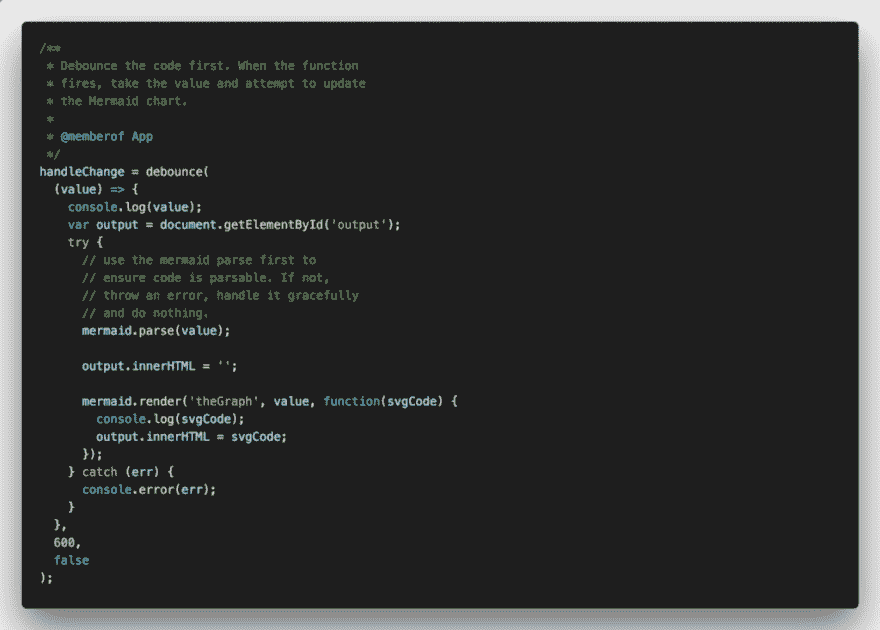 /**
 * Debounce the code first. When the function
 * fires, take the value and attempt to update
 * the Mermaid chart.
 *
 * @memberof App
 */
handleChange = debounce(
  (value) => {
    console.log(value);
    var output = document.getElementById('output');
    try {
      // use the mermaid parse first to
      // ensure code is parsable. If not,
      // throw an error, handle it gracefully
      // and do nothing.
      mermaid.parse(value);

      output.innerHTML = '';

      mermaid.render('theGraph', value, function(svgCode) {
        console.log(svgCode);
        output.innerHTML = svgCode;
      });
    } catch (err) {
      console.error(err);
    }
  },
  600,
  false
);